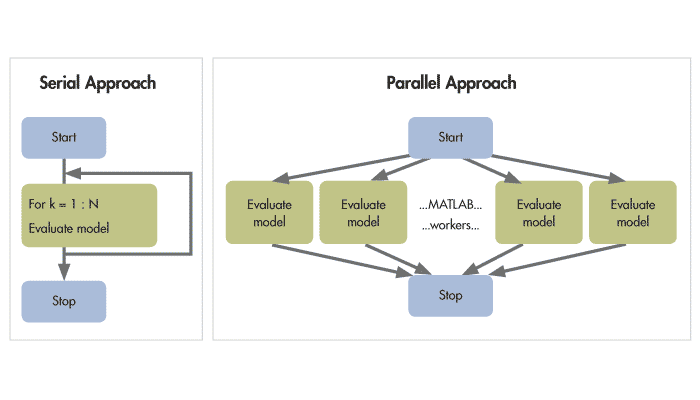 Serial Approach
Start
For k = 1 : N
Evaluate model
Stop
Parallel Approach
Start
Evaluate
model
Evaluate
model
...MATLAB...
...workers...
Evaluate
model
Evaluate
model
Stop